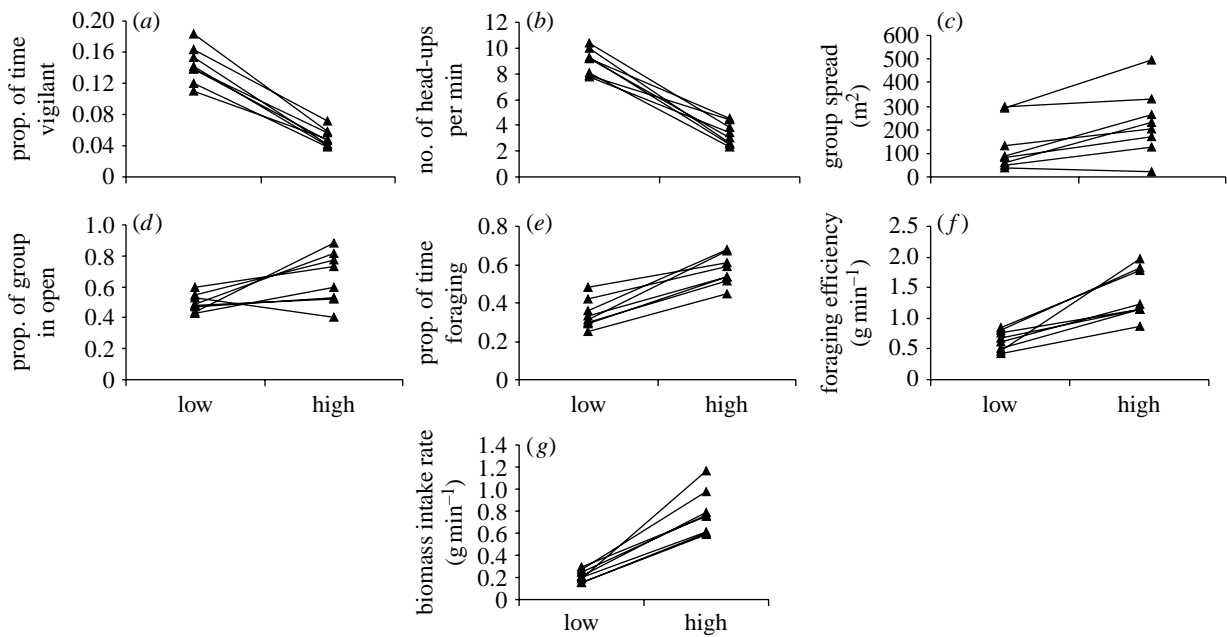 (a)
prop. of time
vigilant
0.20
0.16
0.12
0.08
0.04
0
(b)
no. of head-ups
per min
12
10
8
6
4
2
0
(c)
group spread
(m²)
600
500
400
300
200
100
0
(d)
prop. of group
in open
1.0
0.8
0.6
0.4
0.2
0
low high
(e)
prop. of time
foraging
0.8
0.6
0.4
0.2
0
low high
(f)
foraging efficiency
(g min⁻¹)
2.5
2.0
1.5
1.0
0.5
0
low high
(g)
biomass intake rate
(g min⁻¹)
1.4
1.2
1.0
0.8
0.6
0.4
0.2
0
low high